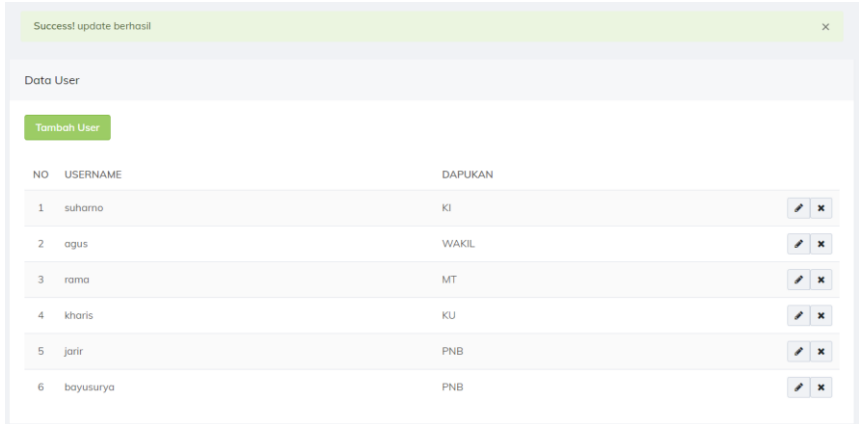 Success! update berhasil ×
Data User
Tambah User
NO USERNAME DAPUKAN
1 suharno KI
2 agus WAKIL
3 rama MT
4 kharis KU
5 jarir PNB
6 bayusurya PNB